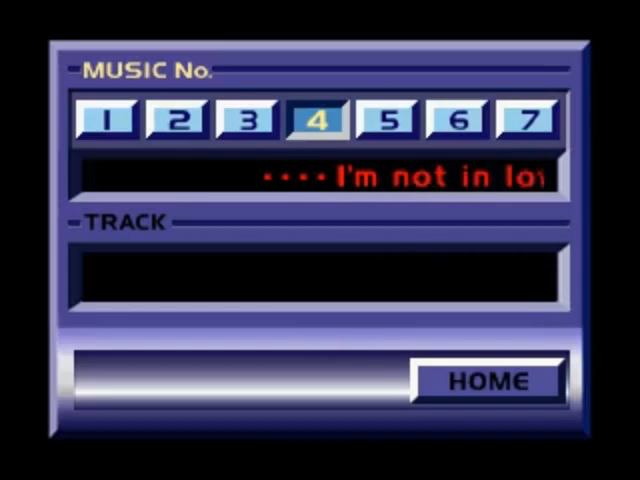 MUSIC No.
1 2 3 4 5 6 7
････I'm not in lo
TRACK
HOME